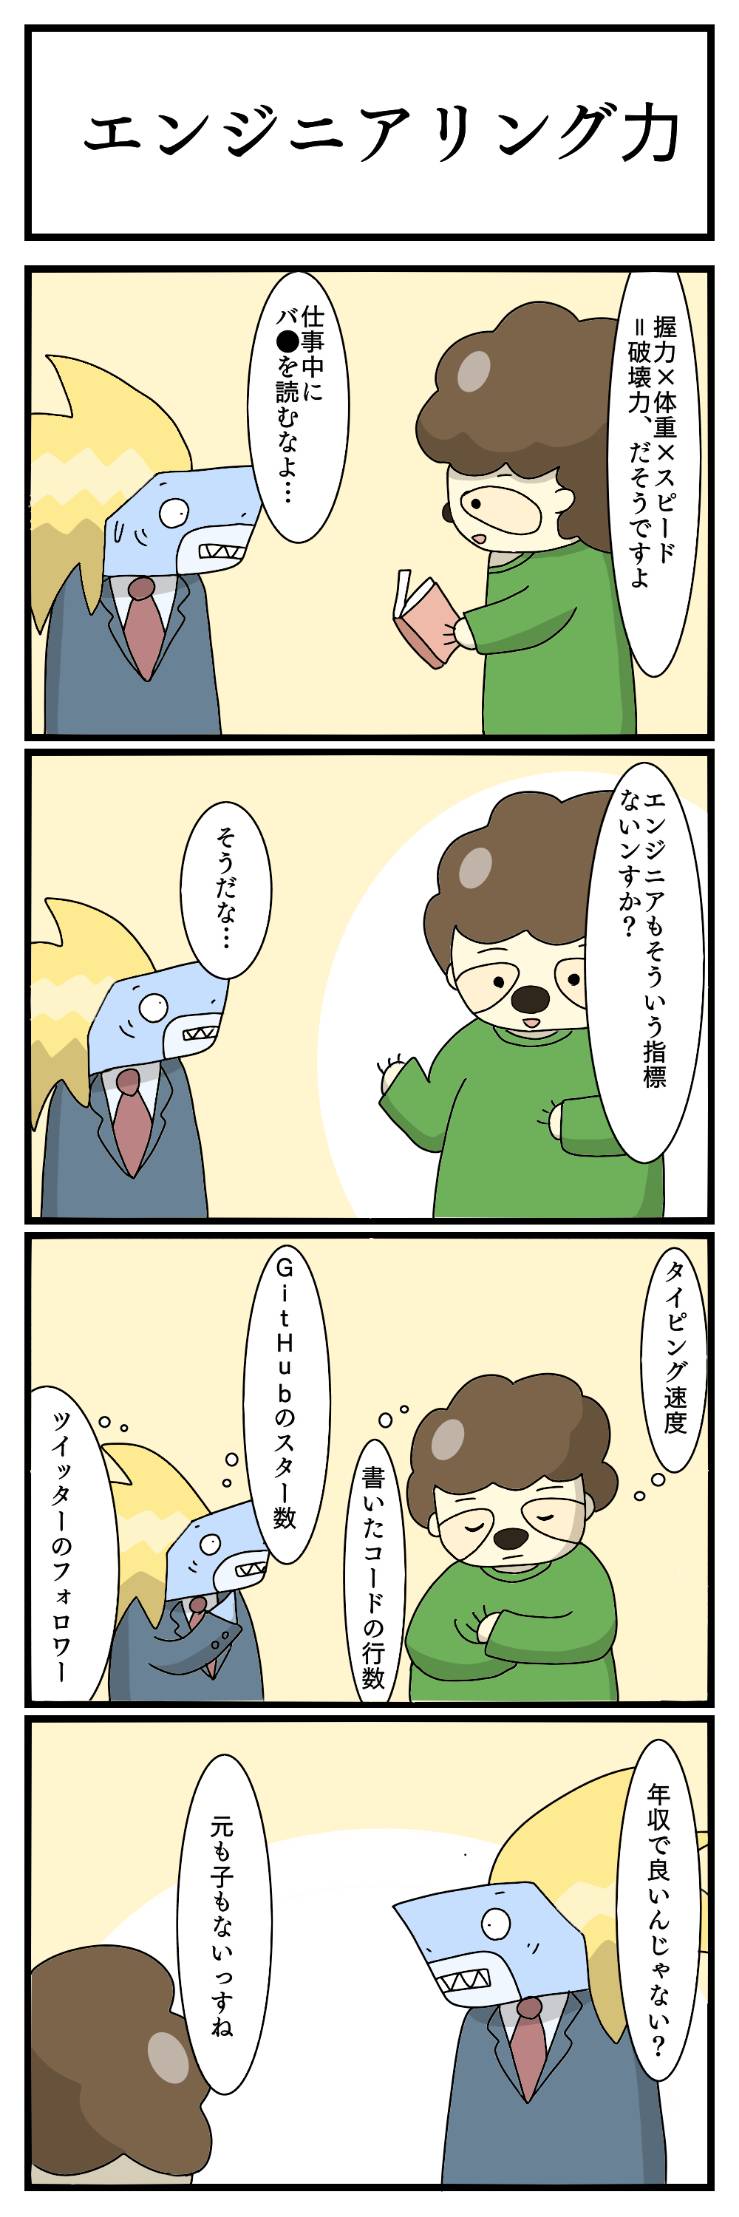 エンジニアリング力
握力×体重×スピード
=破壊力、だそうですよ
仕事中に
バ●を読むなよ…
エンジニアもそういう指標
ないンすか?
そうだな…
タイピング速度
書いたコードの行数
GitHubのスター数
ツイッターのフォロワー
年収で良いんじゃない?
元も子もないっすね